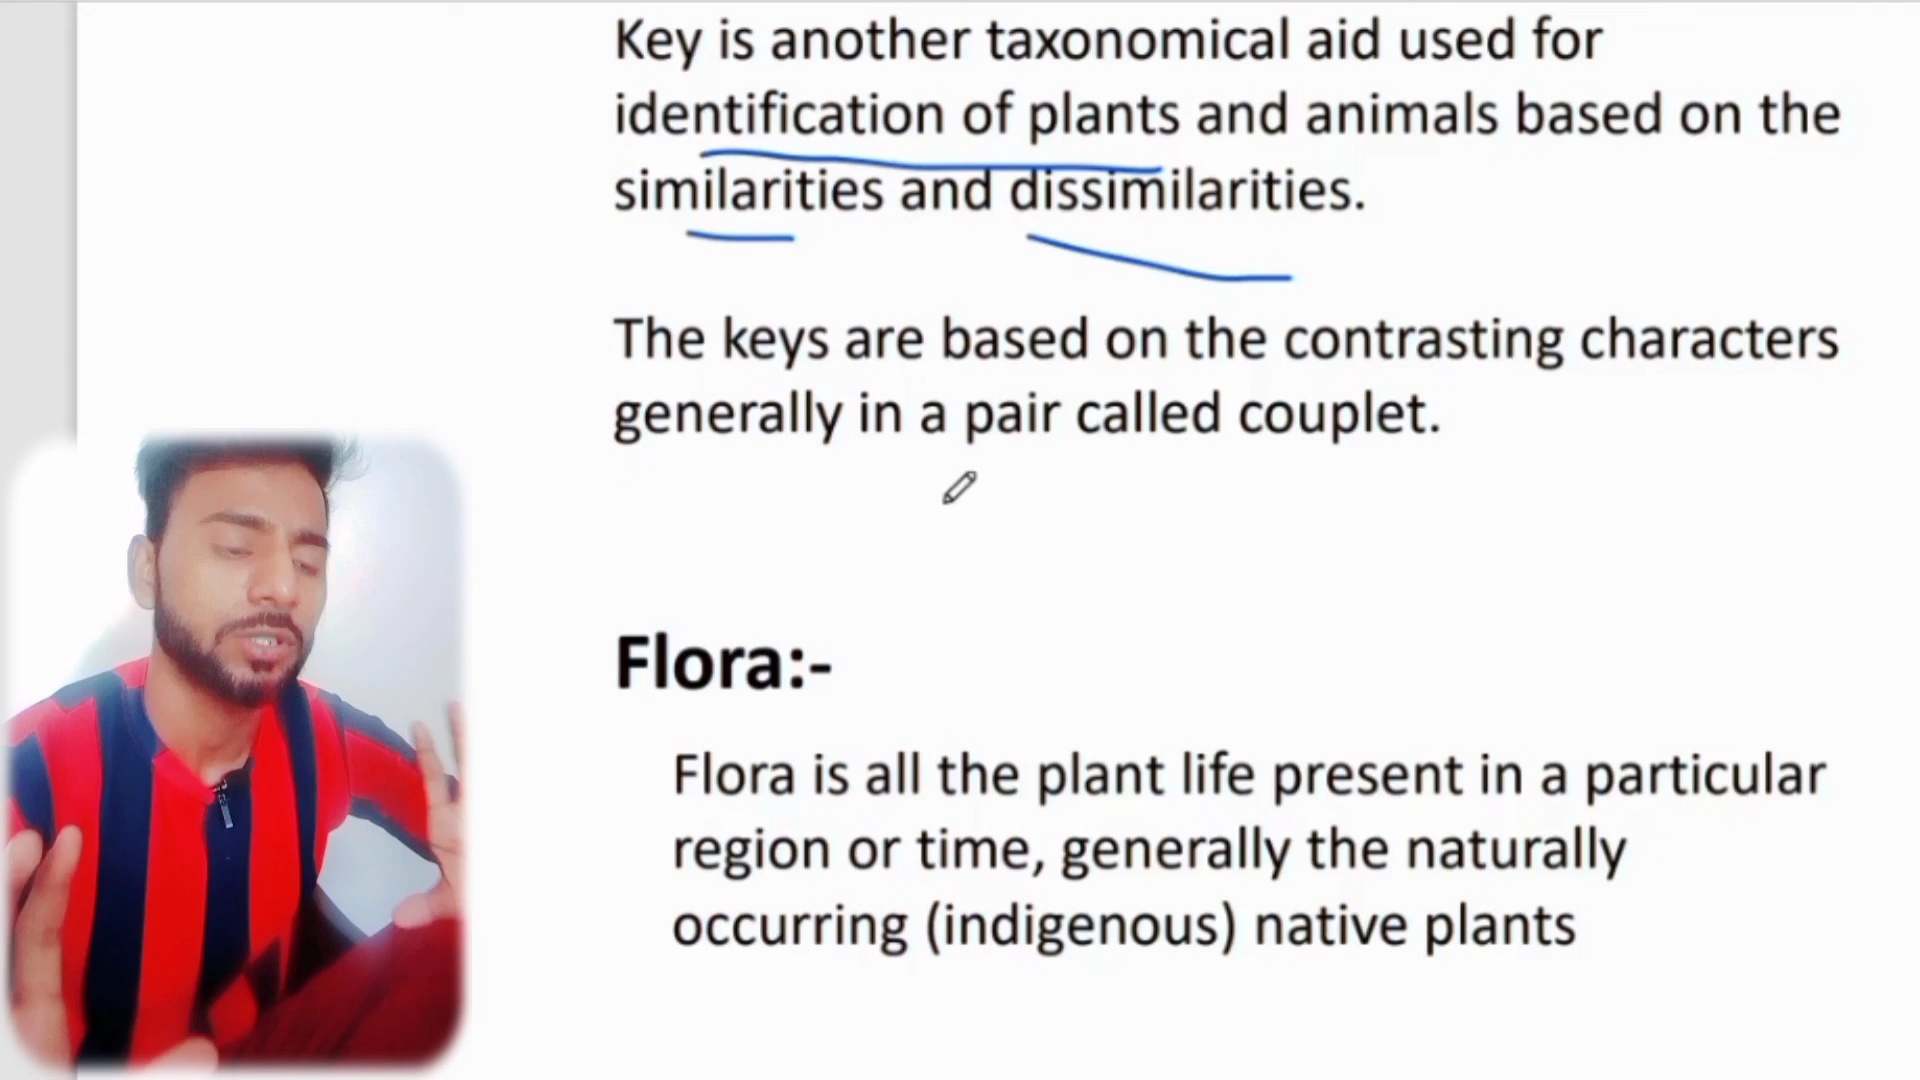 Key is another taxonomical aid used for
identification of plants and animals based on the
similarities and dissimilarities.
The keys are based on the contrasting characters
generally in a pair called couplet.
Flora:-
Flora is all the plant life present in a particular
region or time, generally the naturally
occurring (indigenous) native plants